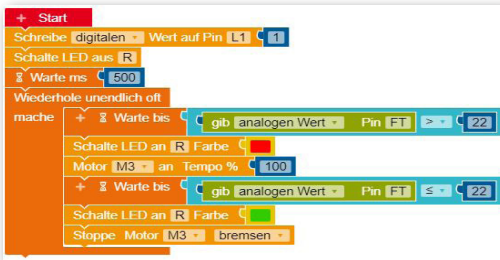 + Start
Schreibe digitalen Wert auf Pin L1 1
Schalte LED aus R
Warte ms 500
Wiederhole unendlich oft
mache + Warte bis gib analogen Wert Pin FT > 22
Schalte LED an R Farbe
Motor M3 an Tempo % 100
+ Warte bis gib analogen Wert Pin FT ≤ 22
Schalte LED an R Farbe
Stoppe Motor M3 bremsen